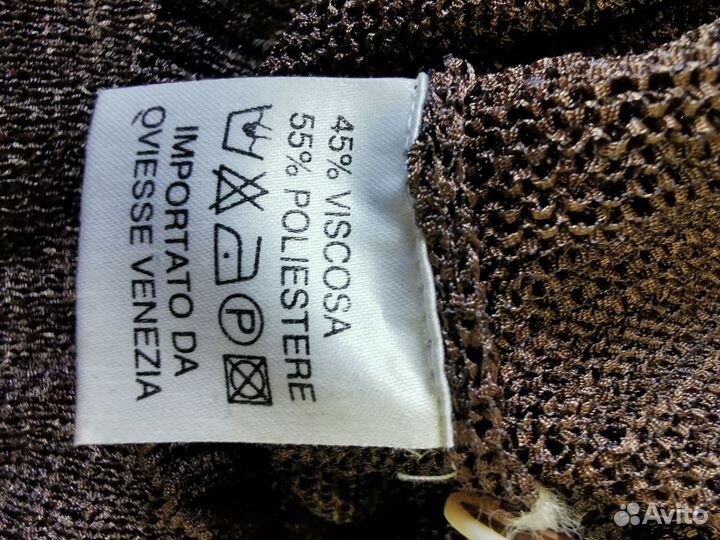 45% VISCOSA
55% POLIESTERE
P
IMPORTATO DA
QVIESSE VENEZIA
Avito